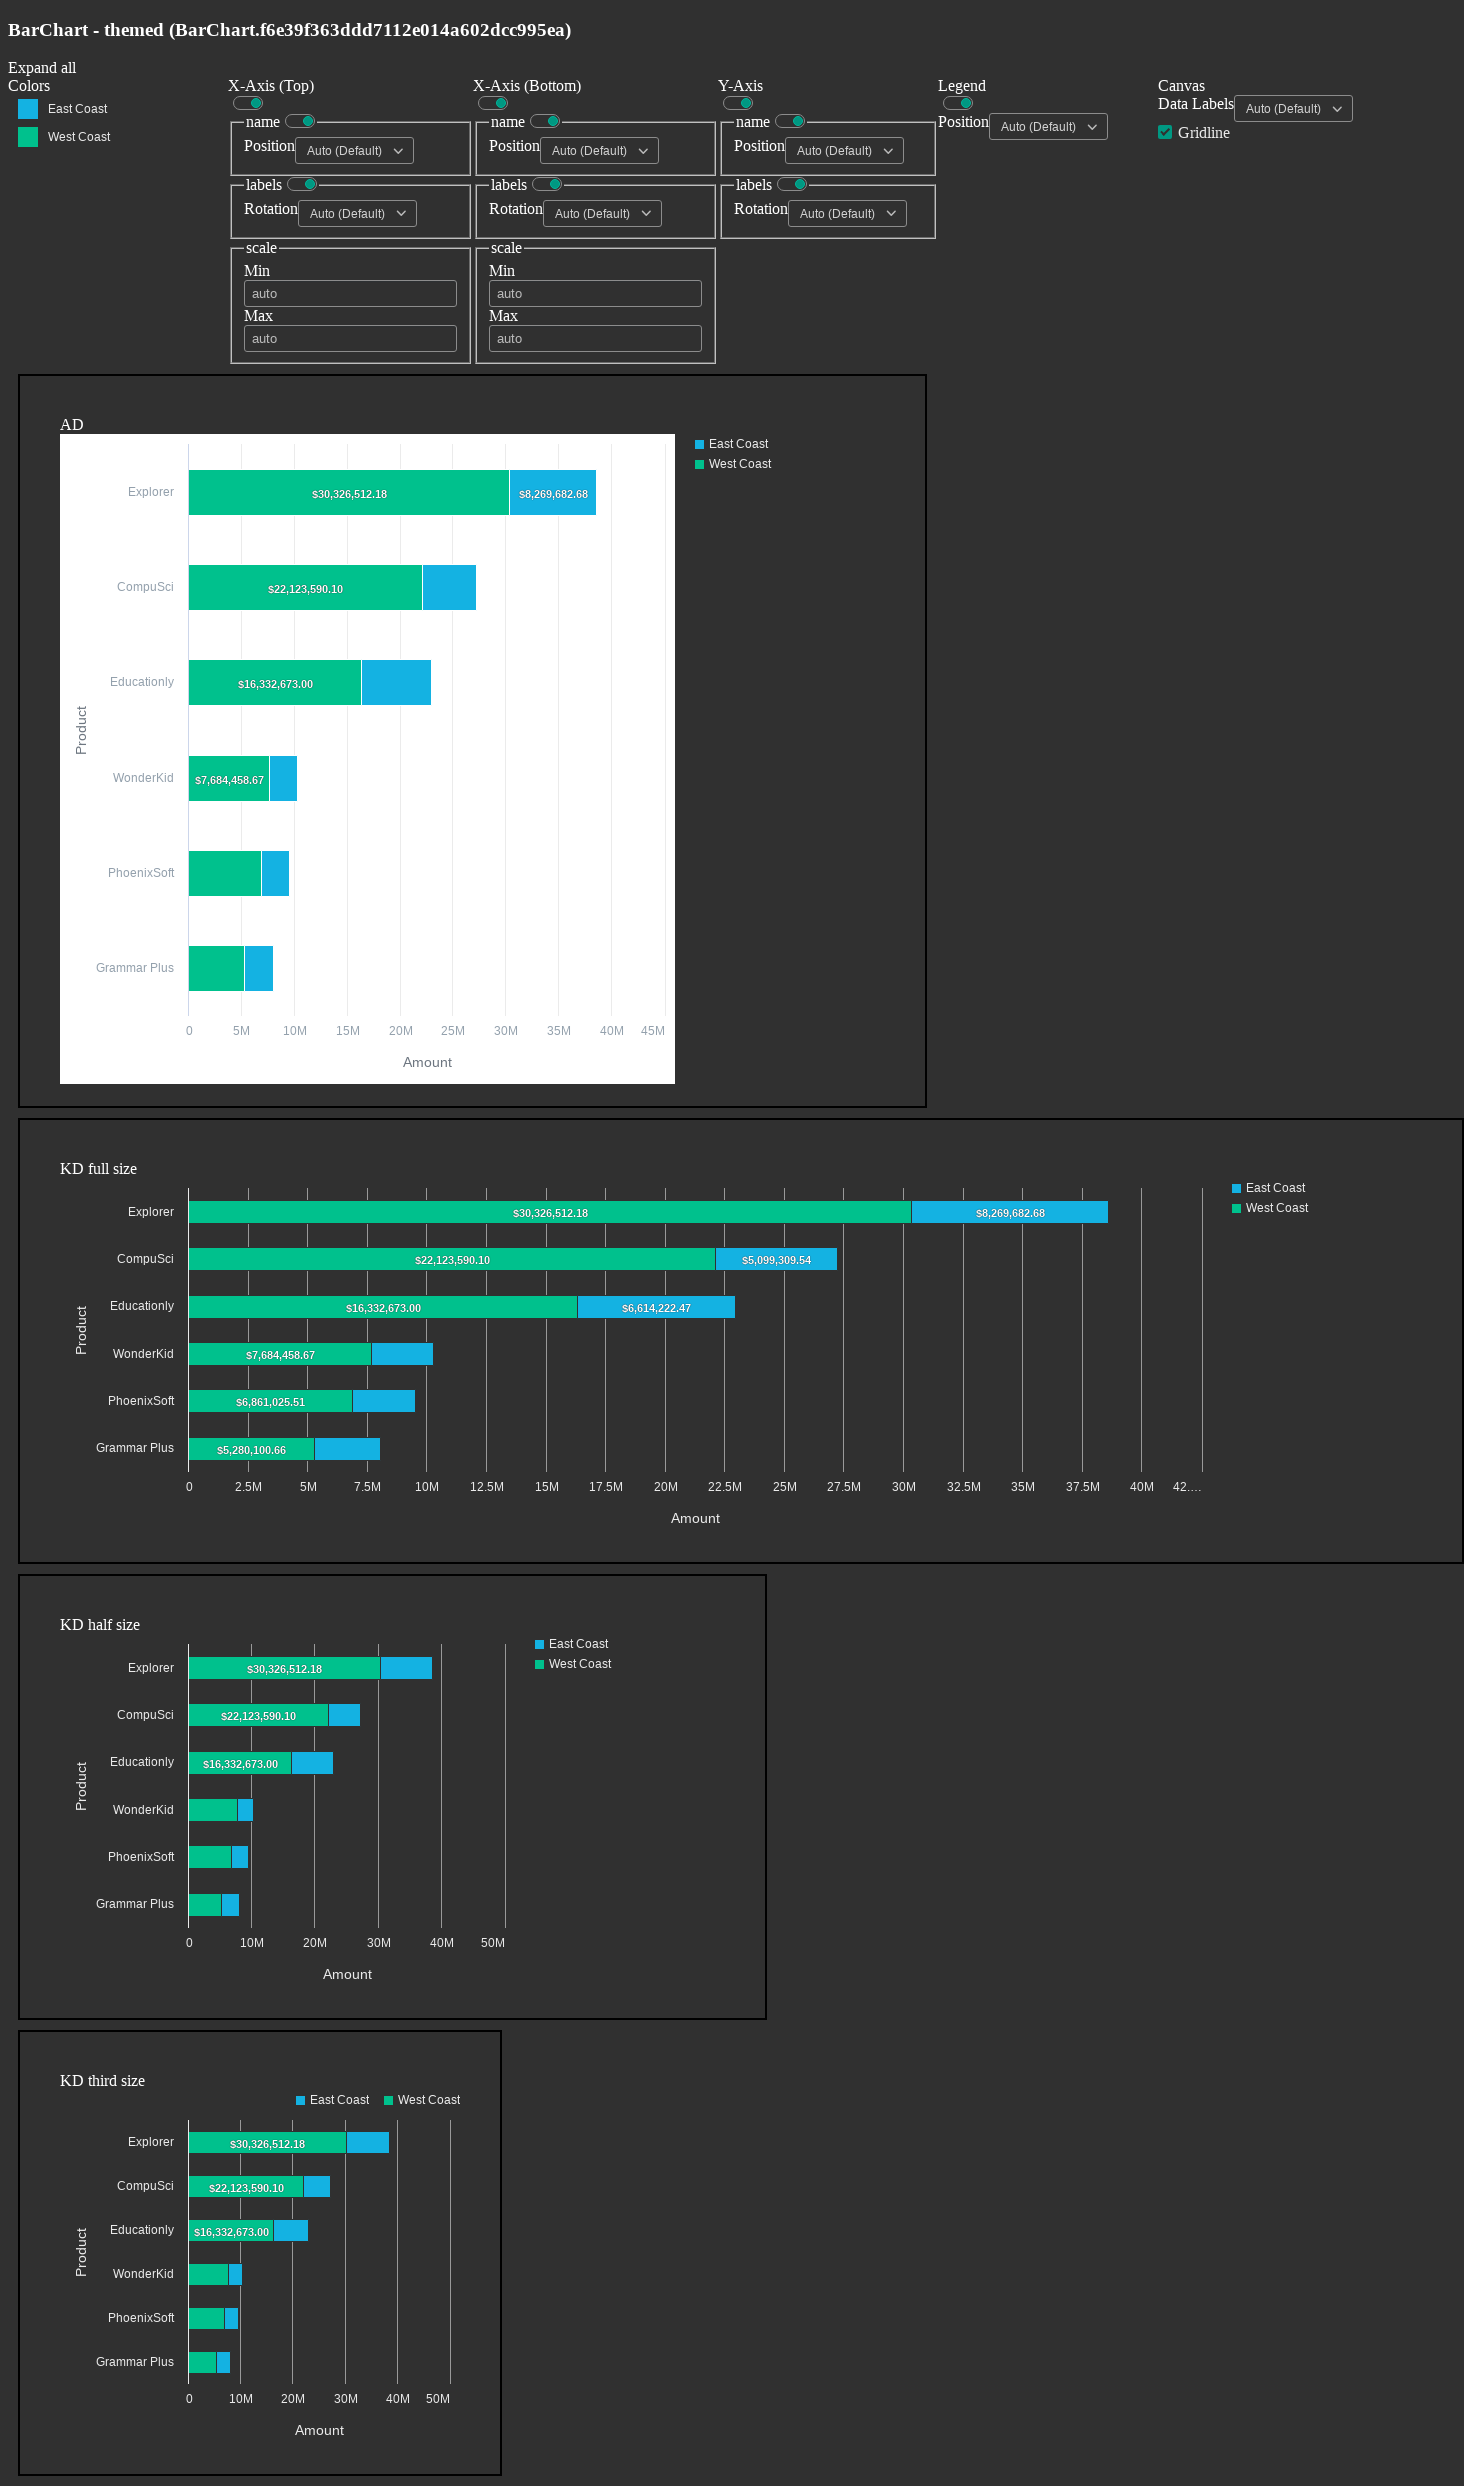 BarChart - themed (BarChart.f6e39f363ddd7112e014a602dcc995ea)
Expand all
Colors
East Coast
West Coast
X-Axis (Top)
name
Position Auto (Default)
labels
Rotation Auto (Default)
scale
Min
auto
Max
auto
X-Axis (Bottom)
name
Position Auto (Default)
labels
Rotation Auto (Default)
scale
Min
auto
Max
auto
Y-Axis
name
Position Auto (Default)
labels
Rotation Auto (Default)
Legend
Position Auto (Default)
Canvas
Data Labels Auto (Default)
Gridline
AD
East Coast
West Coast
Explorer $30,326,512.18 $8,269,682.68
CompuSci $22,123,590.10
Educationly $16,332,673.00
Product
WonderKid $7,684,458.67
PhoenixSoft
Grammar Plus
0 5M 10M 15M 20M 25M 30M 35M 40M 45M
Amount
KD full size
East Coast
West Coast
Explorer $30,326,512.18 $8,269,682.68
CompuSci $22,123,590.10 $5,099,309.54
Educationly $16,332,673.00 $6,614,222.47
Product
WonderKid $7,684,458.67
PhoenixSoft $6,861,025.51
Grammar Plus $5,280,100.66
0 2.5M 5M 7.5M 10M 12.5M 15M 17.5M 20M 22.5M 25M 27.5M 30M 32.5M 35M 37.5M 40M 42.…
Amount
KD half size
East Coast
West Coast
Explorer $30,326,512.18
CompuSci $22,123,590.10
Educationly $16,332,673.00
Product
WonderKid
PhoenixSoft
Grammar Plus
0 10M 20M 30M 40M 50M
Amount
KD third size
East Coast West Coast
Explorer $30,326,512.18
CompuSci $22,123,590.10
Educationly $16,332,673.00
Product
WonderKid
PhoenixSoft
Grammar Plus
0 10M 20M 30M 40M 50M
Amount